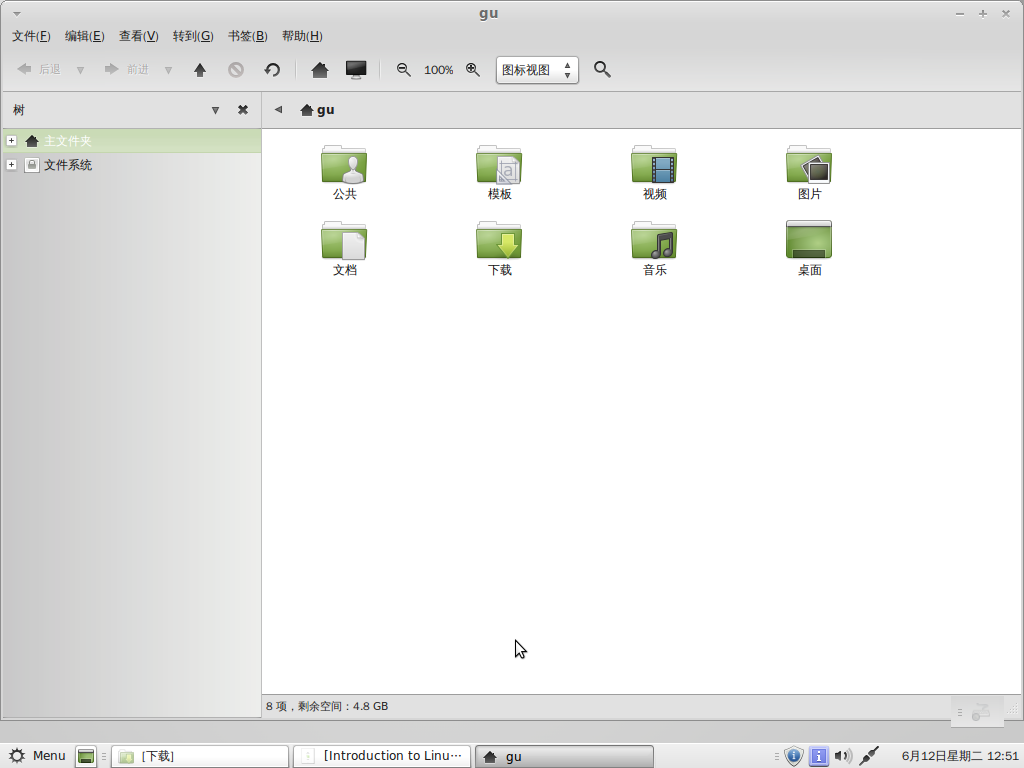 gu
文件(F) 编辑(E) 查看(V) 转到(G) 书签(B) 帮助(H)
后退 前进 100% 图标视图
树 gu
主文件夹
文件系统
公共 模板 视频 图片
文档 下载 音乐 桌面
8 项，剩余空间：4.8 GB
Menu [下载] [Introduction to Linu… gu 6月12日星期二 12:51